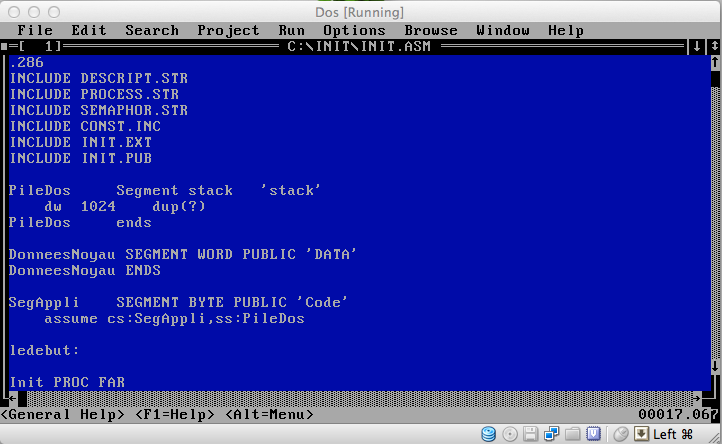 Dos [Running]
File Edit Search Project Run Options Browse Window Help
[ 1] C:\INIT\INIT.ASM
.286
INCLUDE DESCRIPT.STR
INCLUDE PROCESS.STR
INCLUDE SEMAPHOR.STR
INCLUDE CONST.INC
INCLUDE INIT.EXT
INCLUDE INIT.PUB
PileDos Segment stack 'stack'
dw 1024 dup(?)
PileDos ends
DonneesNoyau SEGMENT WORD PUBLIC 'DATA'
DonneesNoyau ENDS
SegAppli SEGMENT BYTE PUBLIC 'Code'
assume cs:SegAppli,ss:PileDos
ledebut:
Init PROC FAR
<General Help> <F1=Help> <Alt=Menu> 00017.06?
Left ⌘